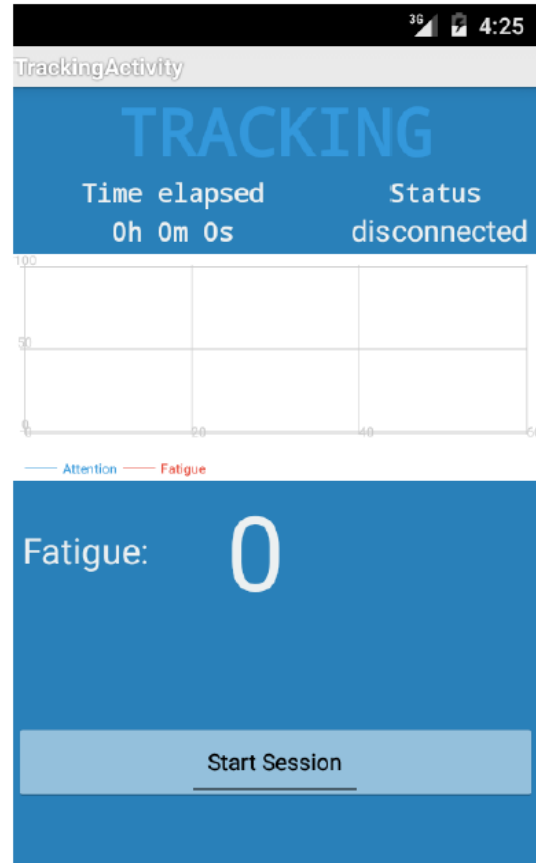 3G 4:25
TrackingActivity
TRACKING
Time elapsed Status
0h 0m 0s disconnected
100
50
0
0 20 40 60
Attention Fatigue
Fatigue: 0
Start Session